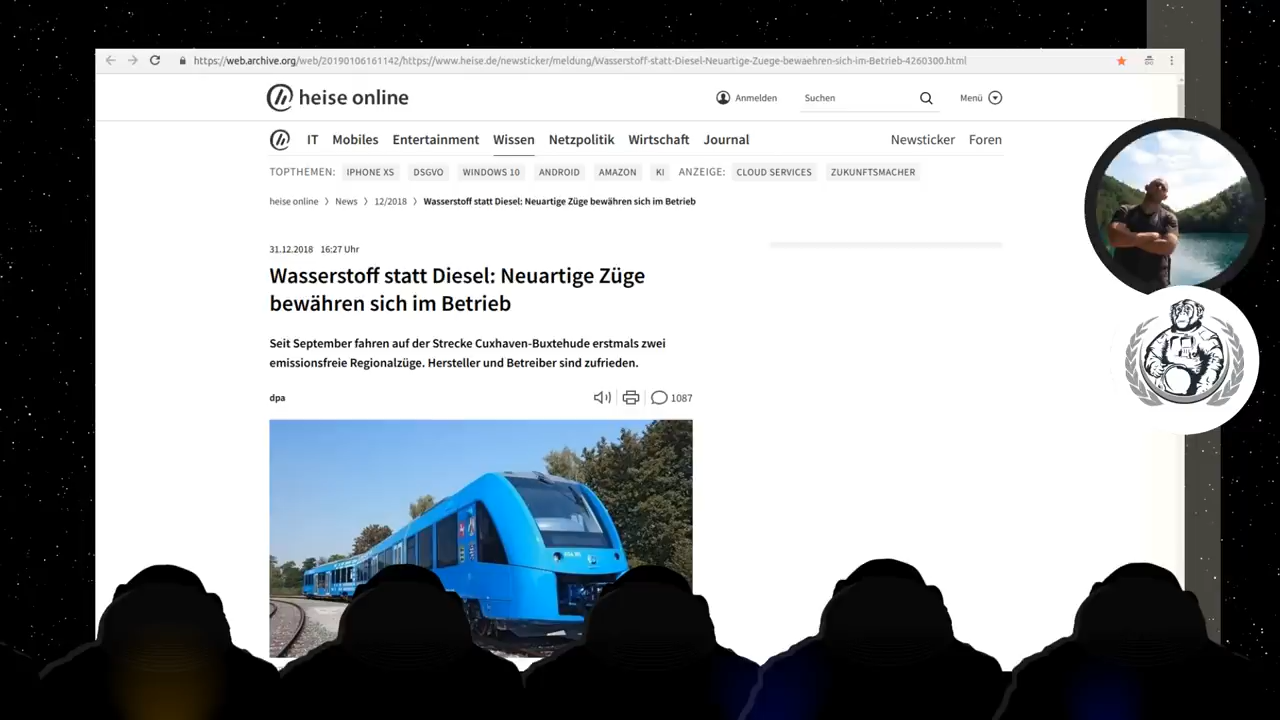 https://web.archive.org/web/20190106161142/https://www.heise.de/newsticker/meldung/Wasserstoff-statt-Diesel-Neuartige-Zuege-bewaehren-sich-im-Betrieb-4260300.html
heise online
Anmelden
Suchen
Menü
IT Mobiles Entertainment Wissen Netzpolitik Wirtschaft Journal Newsticker Foren
TOPTHEMEN: IPHONE XS DSGVO WINDOWS 10 ANDROID AMAZON KI ANZEIGE: CLOUD SERVICES ZUKUNFTSMACHER
heise online > News > 12/2018 > Wasserstoff statt Diesel: Neuartige Züge bewähren sich im Betrieb
31.12.2018 16:27 Uhr
Wasserstoff statt Diesel: Neuartige Züge
bewähren sich im Betrieb
Seit September fahren auf der Strecke Cuxhaven-Buxtehude erstmals zwei
emissionsfreie Regionalzüge. Hersteller und Betreiber sind zufrieden.
dpa
1087